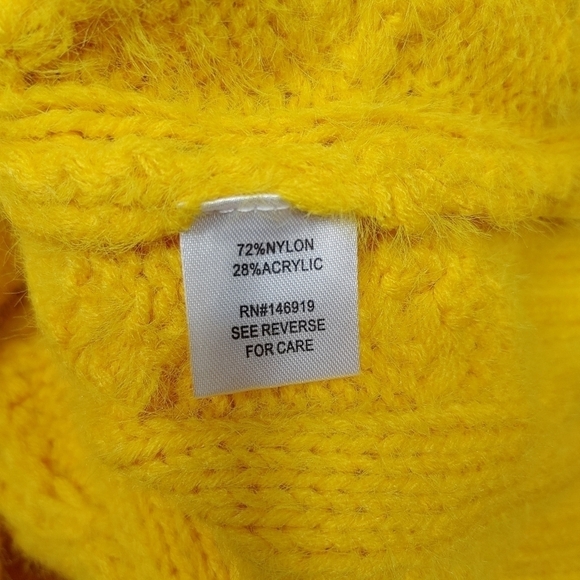 72%NYLON
28%ACRYLIC
RN#146919
SEE REVERSE
FOR CARE